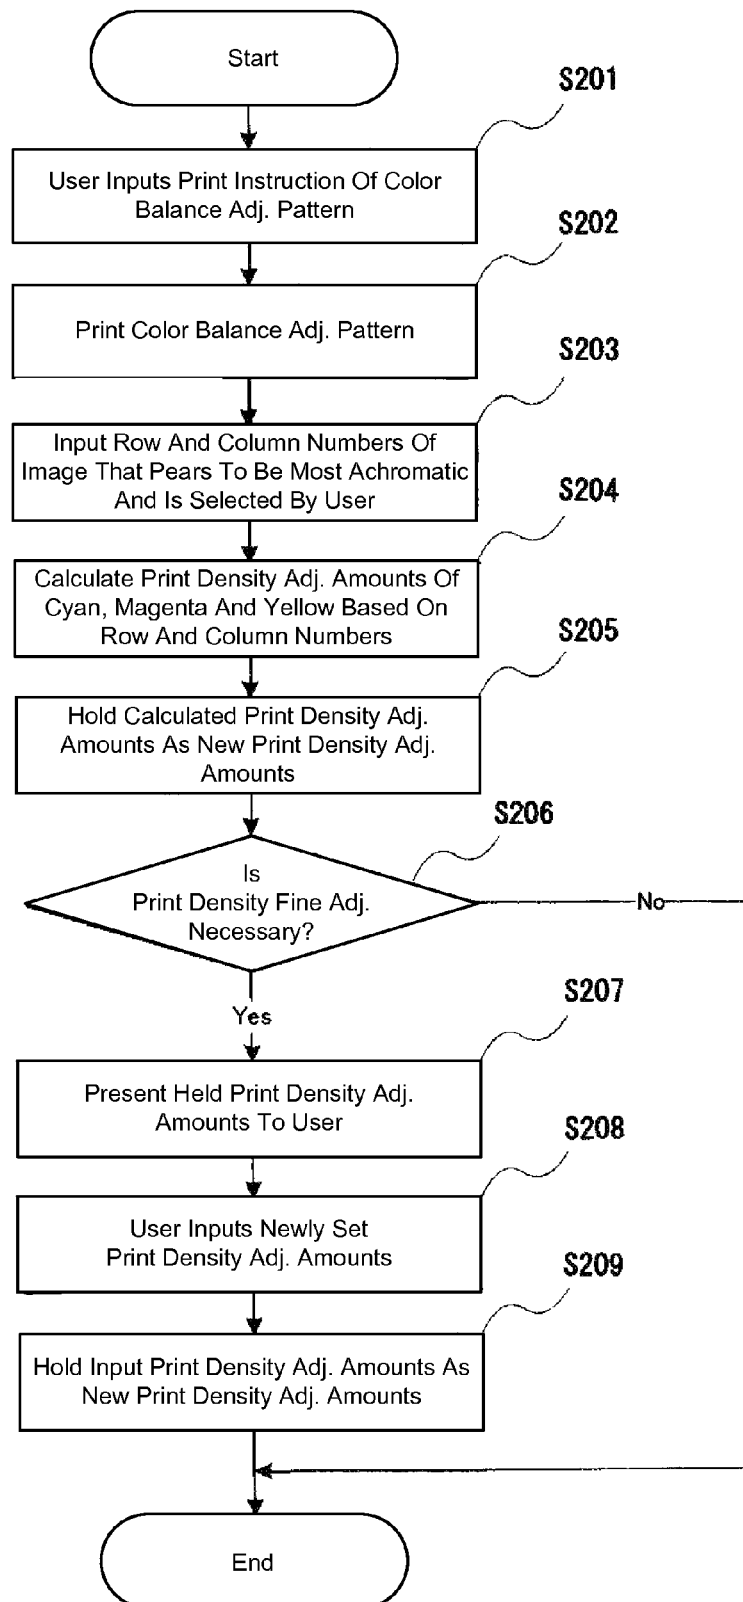 Start
S201
User Inputs Print Instruction Of Color
Balance Adj. Pattern
S202
Print Color Balance Adj. Pattern
S203
Input Row And Column Numbers Of
Image That Pears To Be Most Achromatic
And Is Selected By User
S204
Calculate Print Density Adj. Amounts Of
Cyan, Magenta And Yellow Based On
Row And Column Numbers
S205
Hold Calculated Print Density Adj.
Amounts As New Print Density Adj.
Amounts
S206
Is
Print Density Fine Adj.
Necessary?
No
Yes
S207
Present Held Print Density Adj.
Amounts To User
S208
User Inputs Newly Set
Print Density Adj. Amounts
S209
Hold Input Print Density Adj. Amounts As
New Print Density Adj. Amounts
End